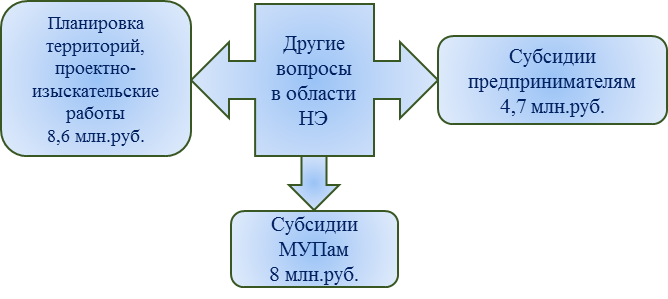 Планировка
территорий,
проектно-
изыскательские
работы
8,6 млн.руб.
Другие
вопросы
в области
НЭ
Субсидии
предпринимателям
4,7 млн.руб.
Субсидии
МУПам
8 млн.руб.